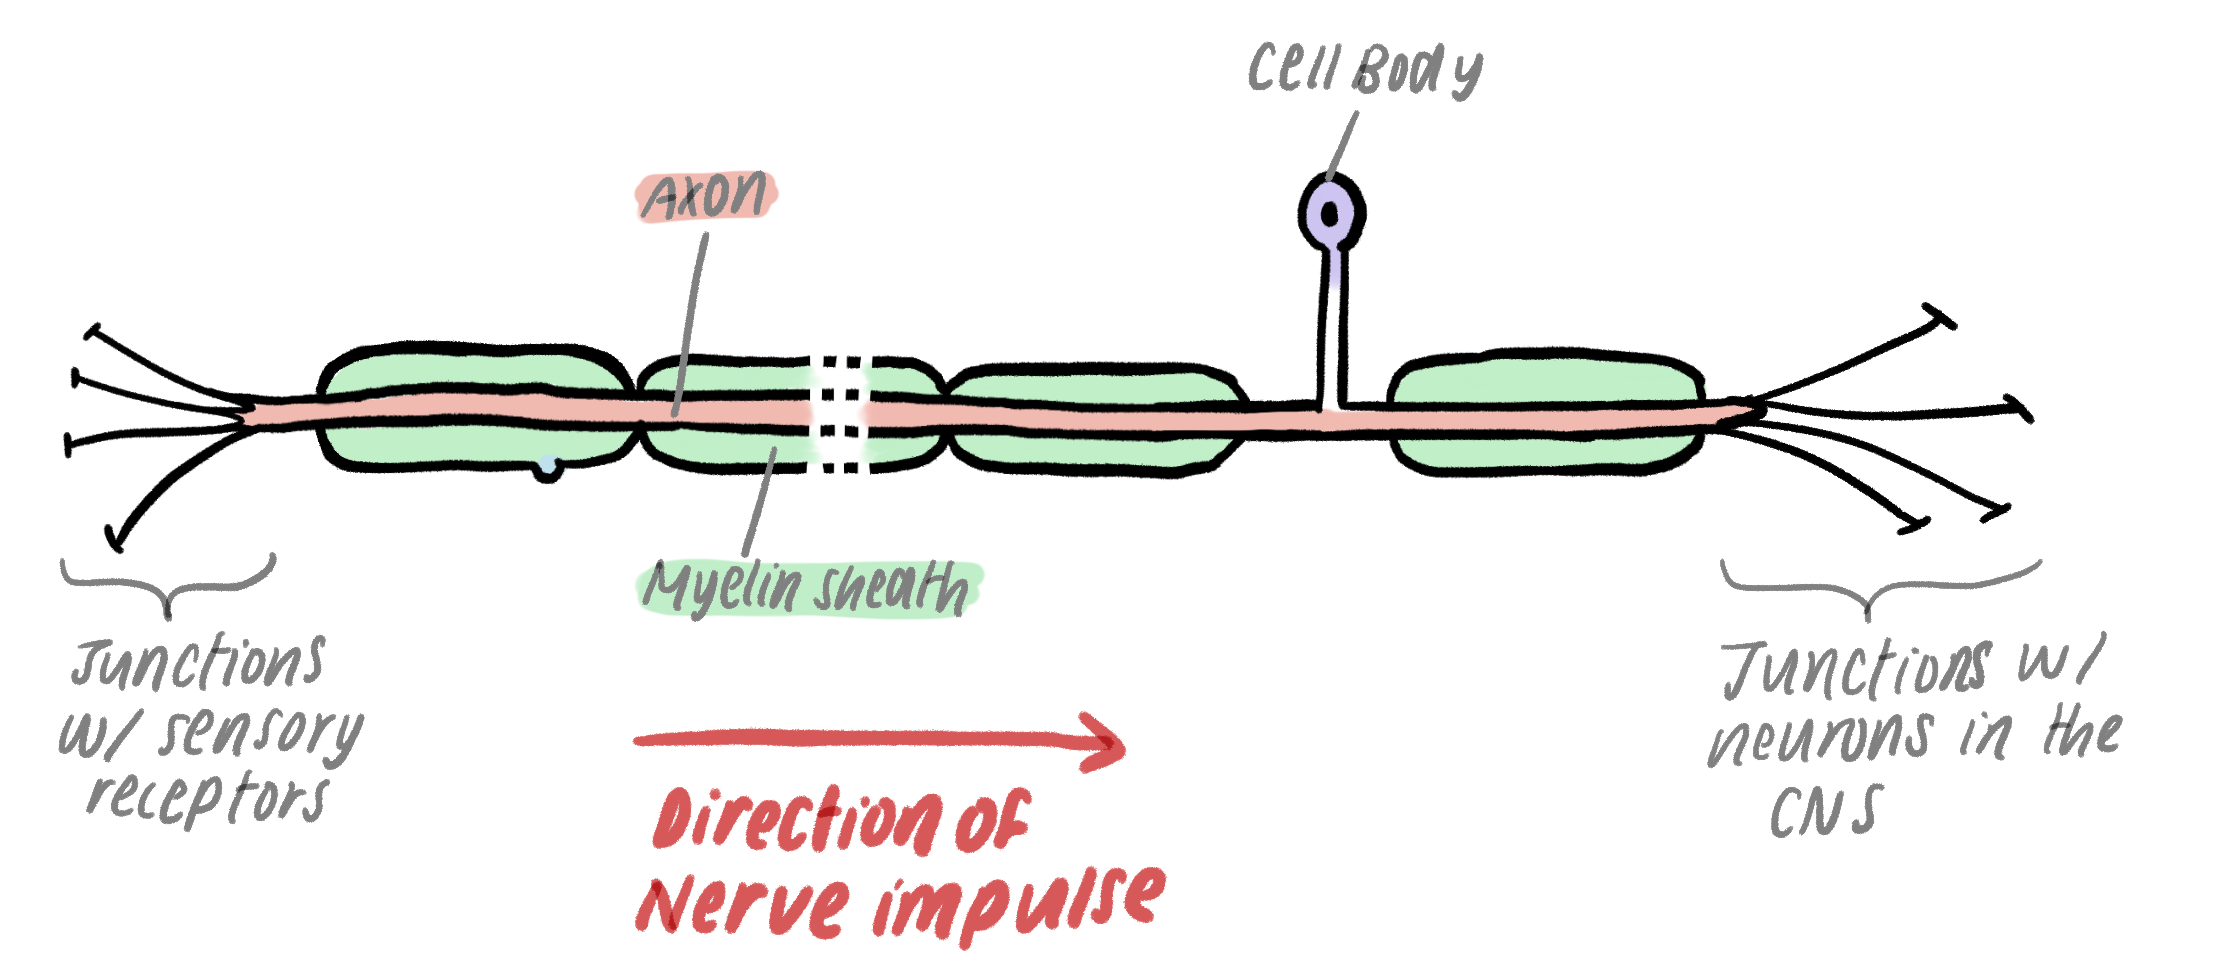 Cell Body
Axon
Myelin sheath
Junctions
w/ sensory
receptors
Junctions w/
neurons in the
CNS
Direction of
Nerve impulse